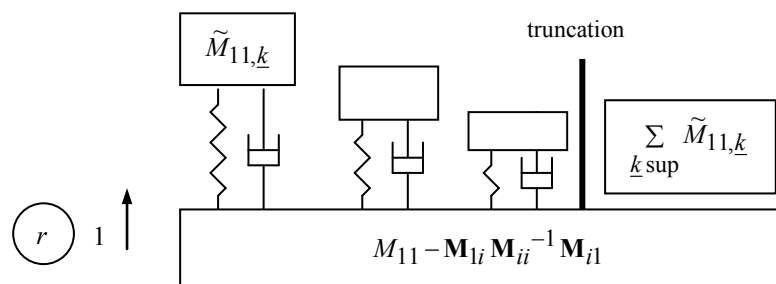 truncation
M̃₁₁,k̲
∑ M̃₁₁,k̲
k̲ sup
r 1
M₁₁ − 𝐌₁ᵢ 𝐌ᵢᵢ⁻¹ 𝐌ᵢ₁